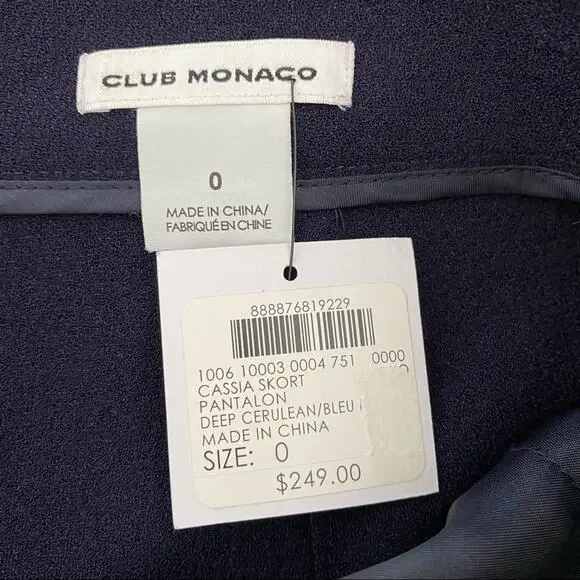 CLUB MONACO
0
MADE IN CHINA/
FABRIQUÉ EN CHINE
888876819229
1006 10003 0004 751 0000
CASSIA SKORT
PANTALON
DEEP CERULEAN/BLEU
MADE IN CHINA
SIZE: 0
$249.00